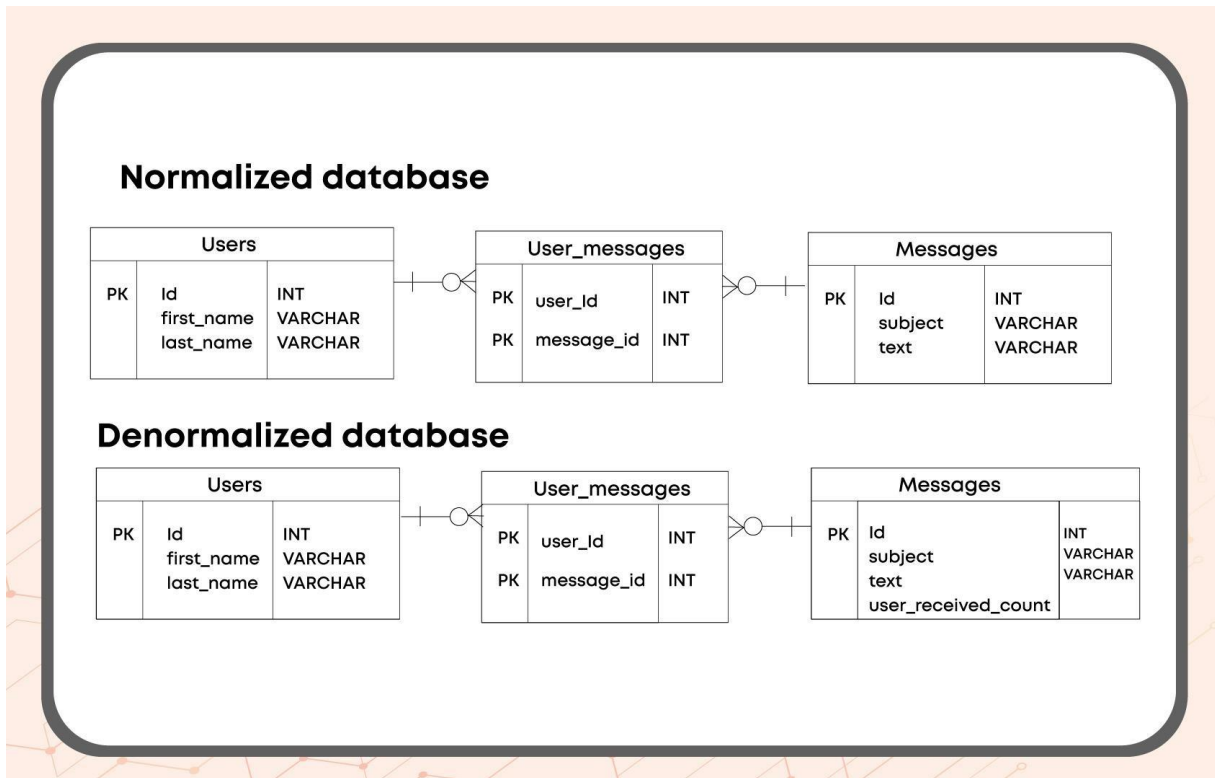 Normalized database
Users
PK Id INT
first_name VARCHAR
last_name VARCHAR
User_messages
PK user_Id INT
PK message_id INT
Messages
PK Id INT
subject VARCHAR
text VARCHAR
Denormalized database
Users
PK Id INT
first_name VARCHAR
last_name VARCHAR
User_messages
PK user_Id INT
PK message_id INT
Messages
PK Id INT
subject VARCHAR
text VARCHAR
user_received_count